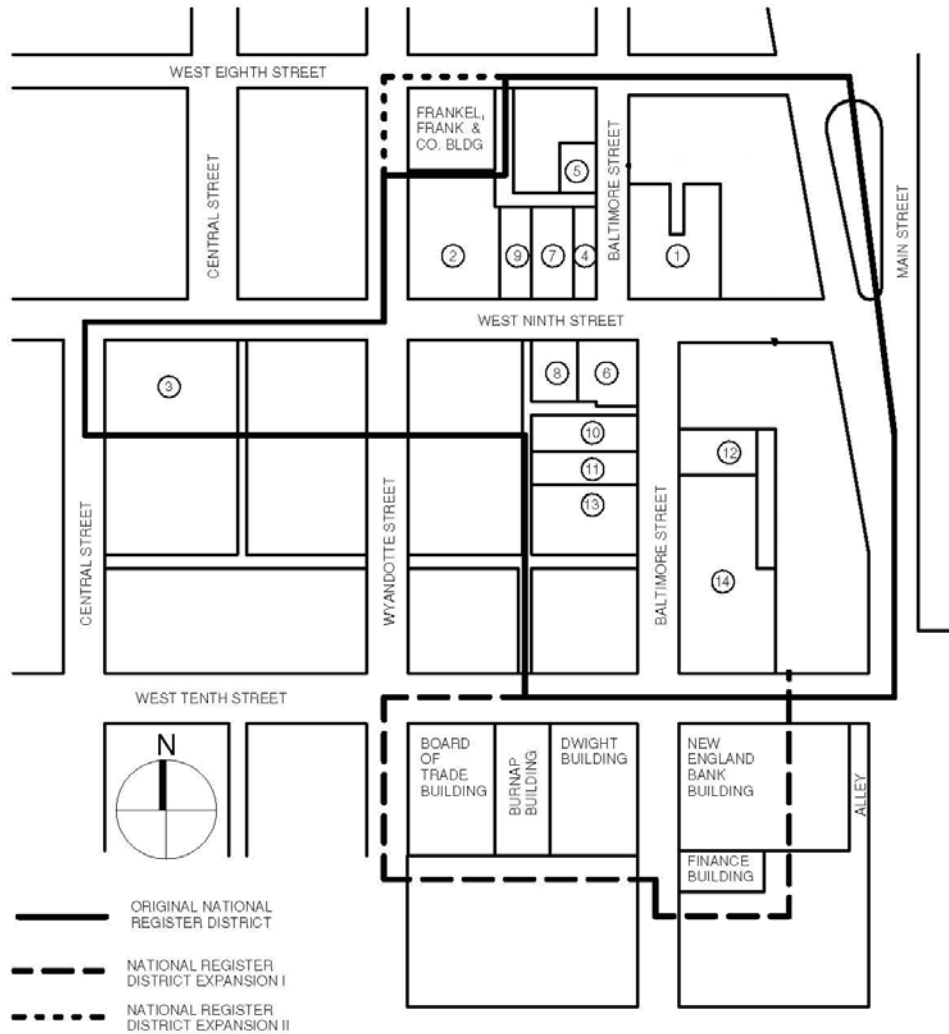 WEST EIGHTH STREET
FRANKEL,
FRANK &
CO. BLDG
CENTRAL STREET
BALTIMORE STREET
MAIN STREET
5
2
9
7
4
1
WEST NINTH STREET
3
8
6
10
11
12
13
14
CENTRAL STREET
WYANDOTTE STREET
BALTIMORE STREET
WEST TENTH STREET
N
BOARD
OF
TRADE
BUILDING
BURNAP
BUILDING
DWIGHT
BUILDING
NEW
ENGLAND
BANK
BUILDING
ALLEY
FINANCE
BUILDING
ORIGINAL NATIONAL
REGISTER DISTRICT
NATIONAL REGISTER
DISTRICT EXPANSION I
NATIONAL REGISTER
DISTRICT EXPANSION II